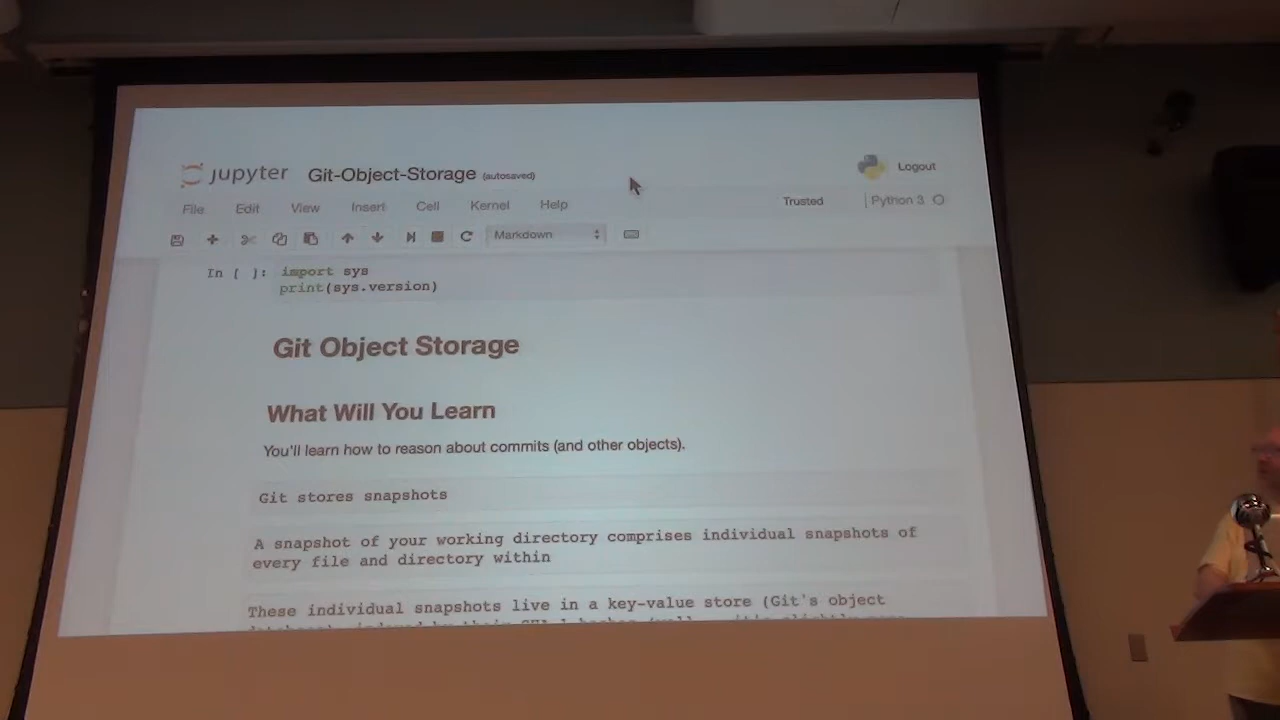 jupyter Git-Object-Storage (autosaved)
Logout
File Edit View Insert Cell Kernel Help
Trusted
Python 3
Markdown
In [ ]: import sys
print(sys.version)
Git Object Storage
What Will You Learn
You'll learn how to reason about commits (and other objects).
Git stores snapshots
A snapshot of your working directory comprises individual snapshots of
every file and directory within
These individual snapshots live in a key-value store (Git's object